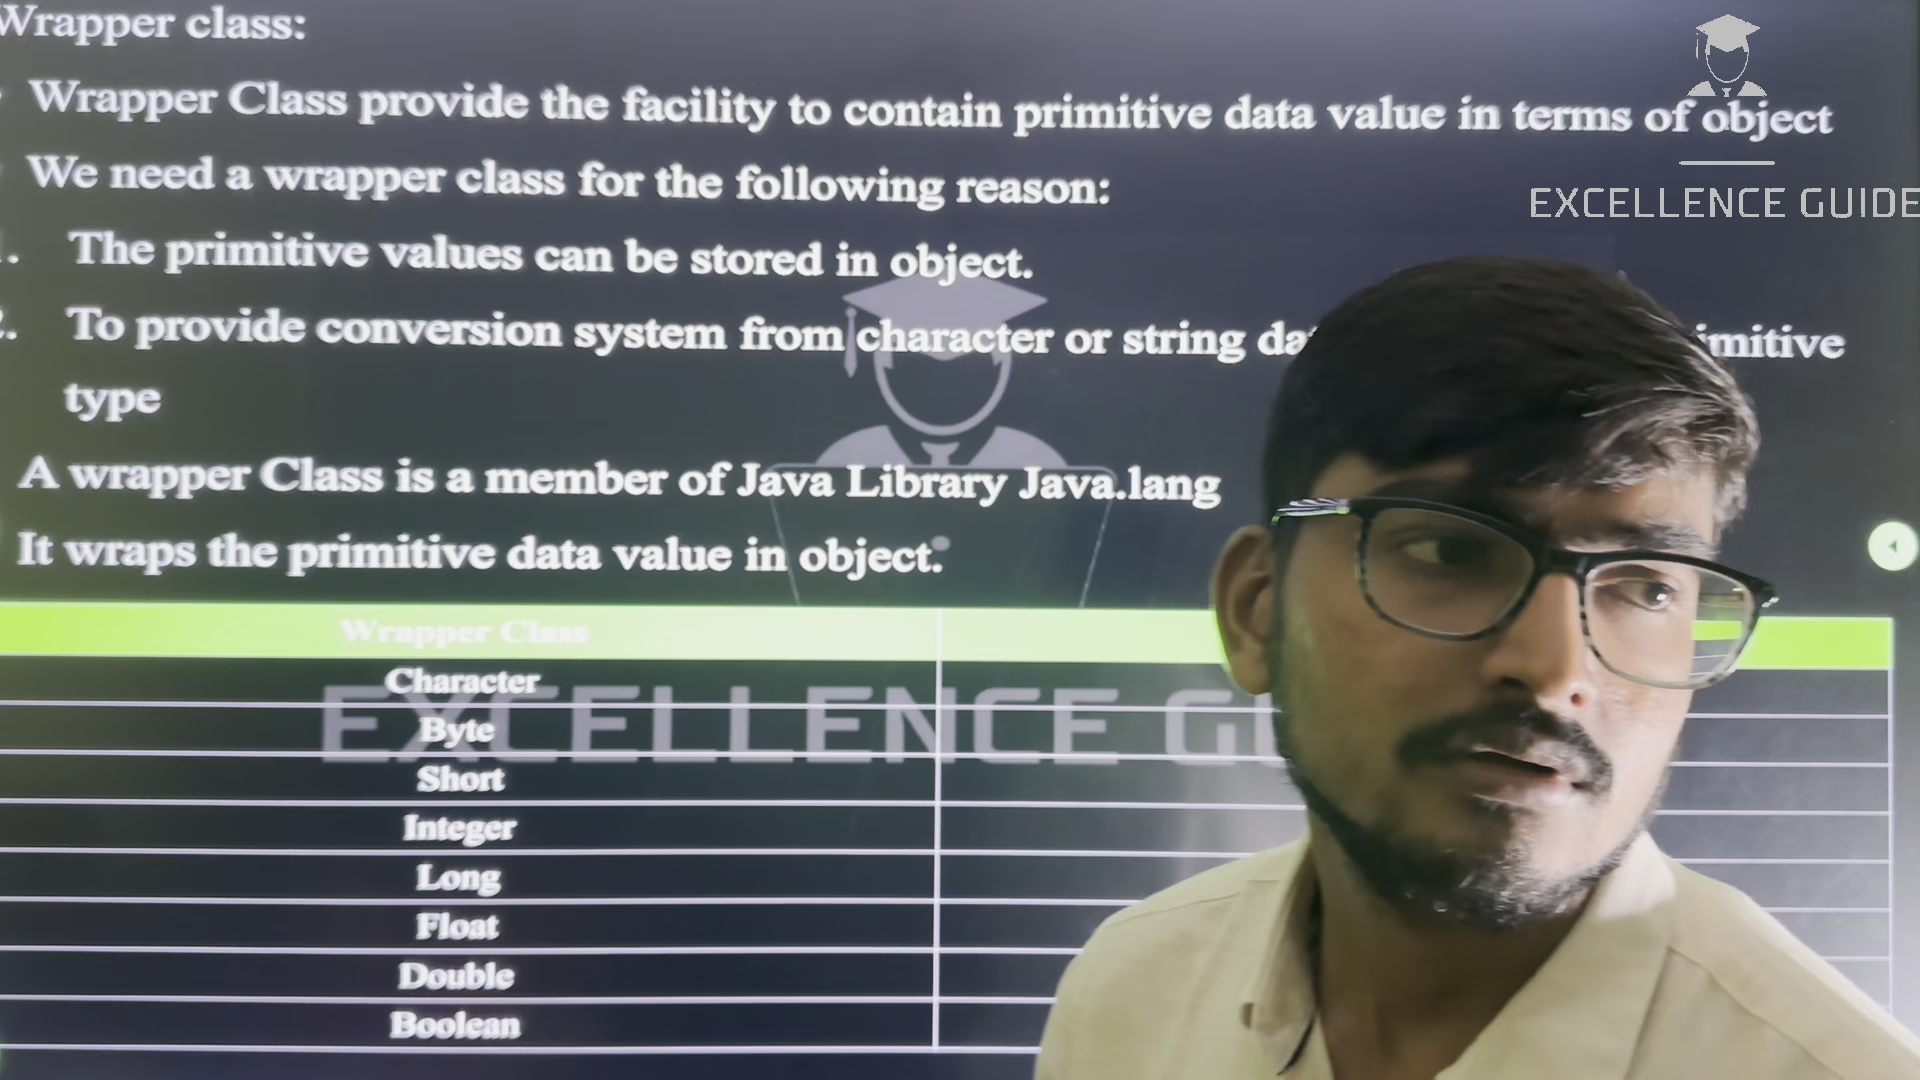 Wrapper class:
Wrapper Class provide the facility to contain primitive data value in terms of object
We need a wrapper class for the following reason:
EXCELLENCE GUIDE
1. The primitive values can be stored in object.
2. To provide conversion system from character or string
type
A wrapper Class is a member of Java Library Java.lang
It wraps the primitive data value in object.
Wrapper Class
Character
EXCELLENCE
Byte
Short
Integer
Long
Float
Double
Boolean